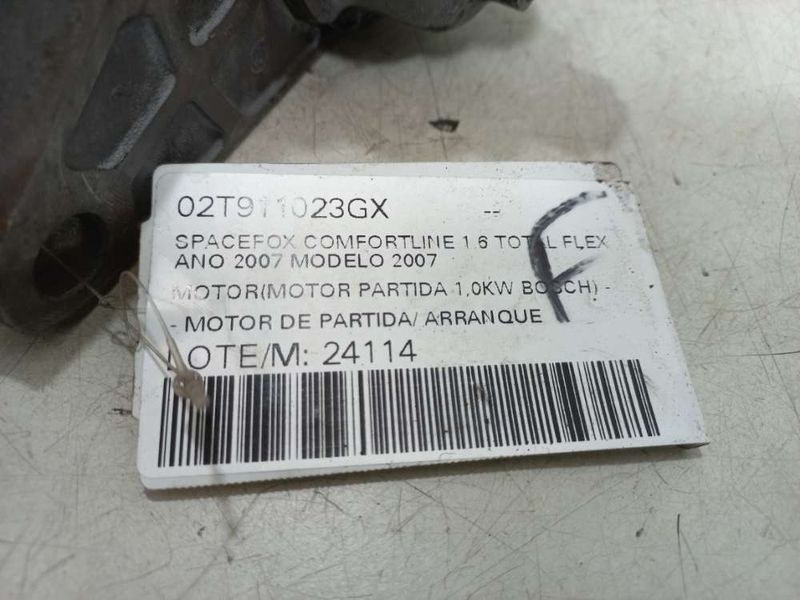 02T911023GX --
SPACEFOX COMFORTLINE 1.6 TOTAL FLEX
ANO 2007 MODELO 2007
MOTOR(MOTOR PARTIDA 1,0KW BOSCH) -
- MOTOR DE PARTIDA/ ARRANQUE
LOTE/M: 24114
F